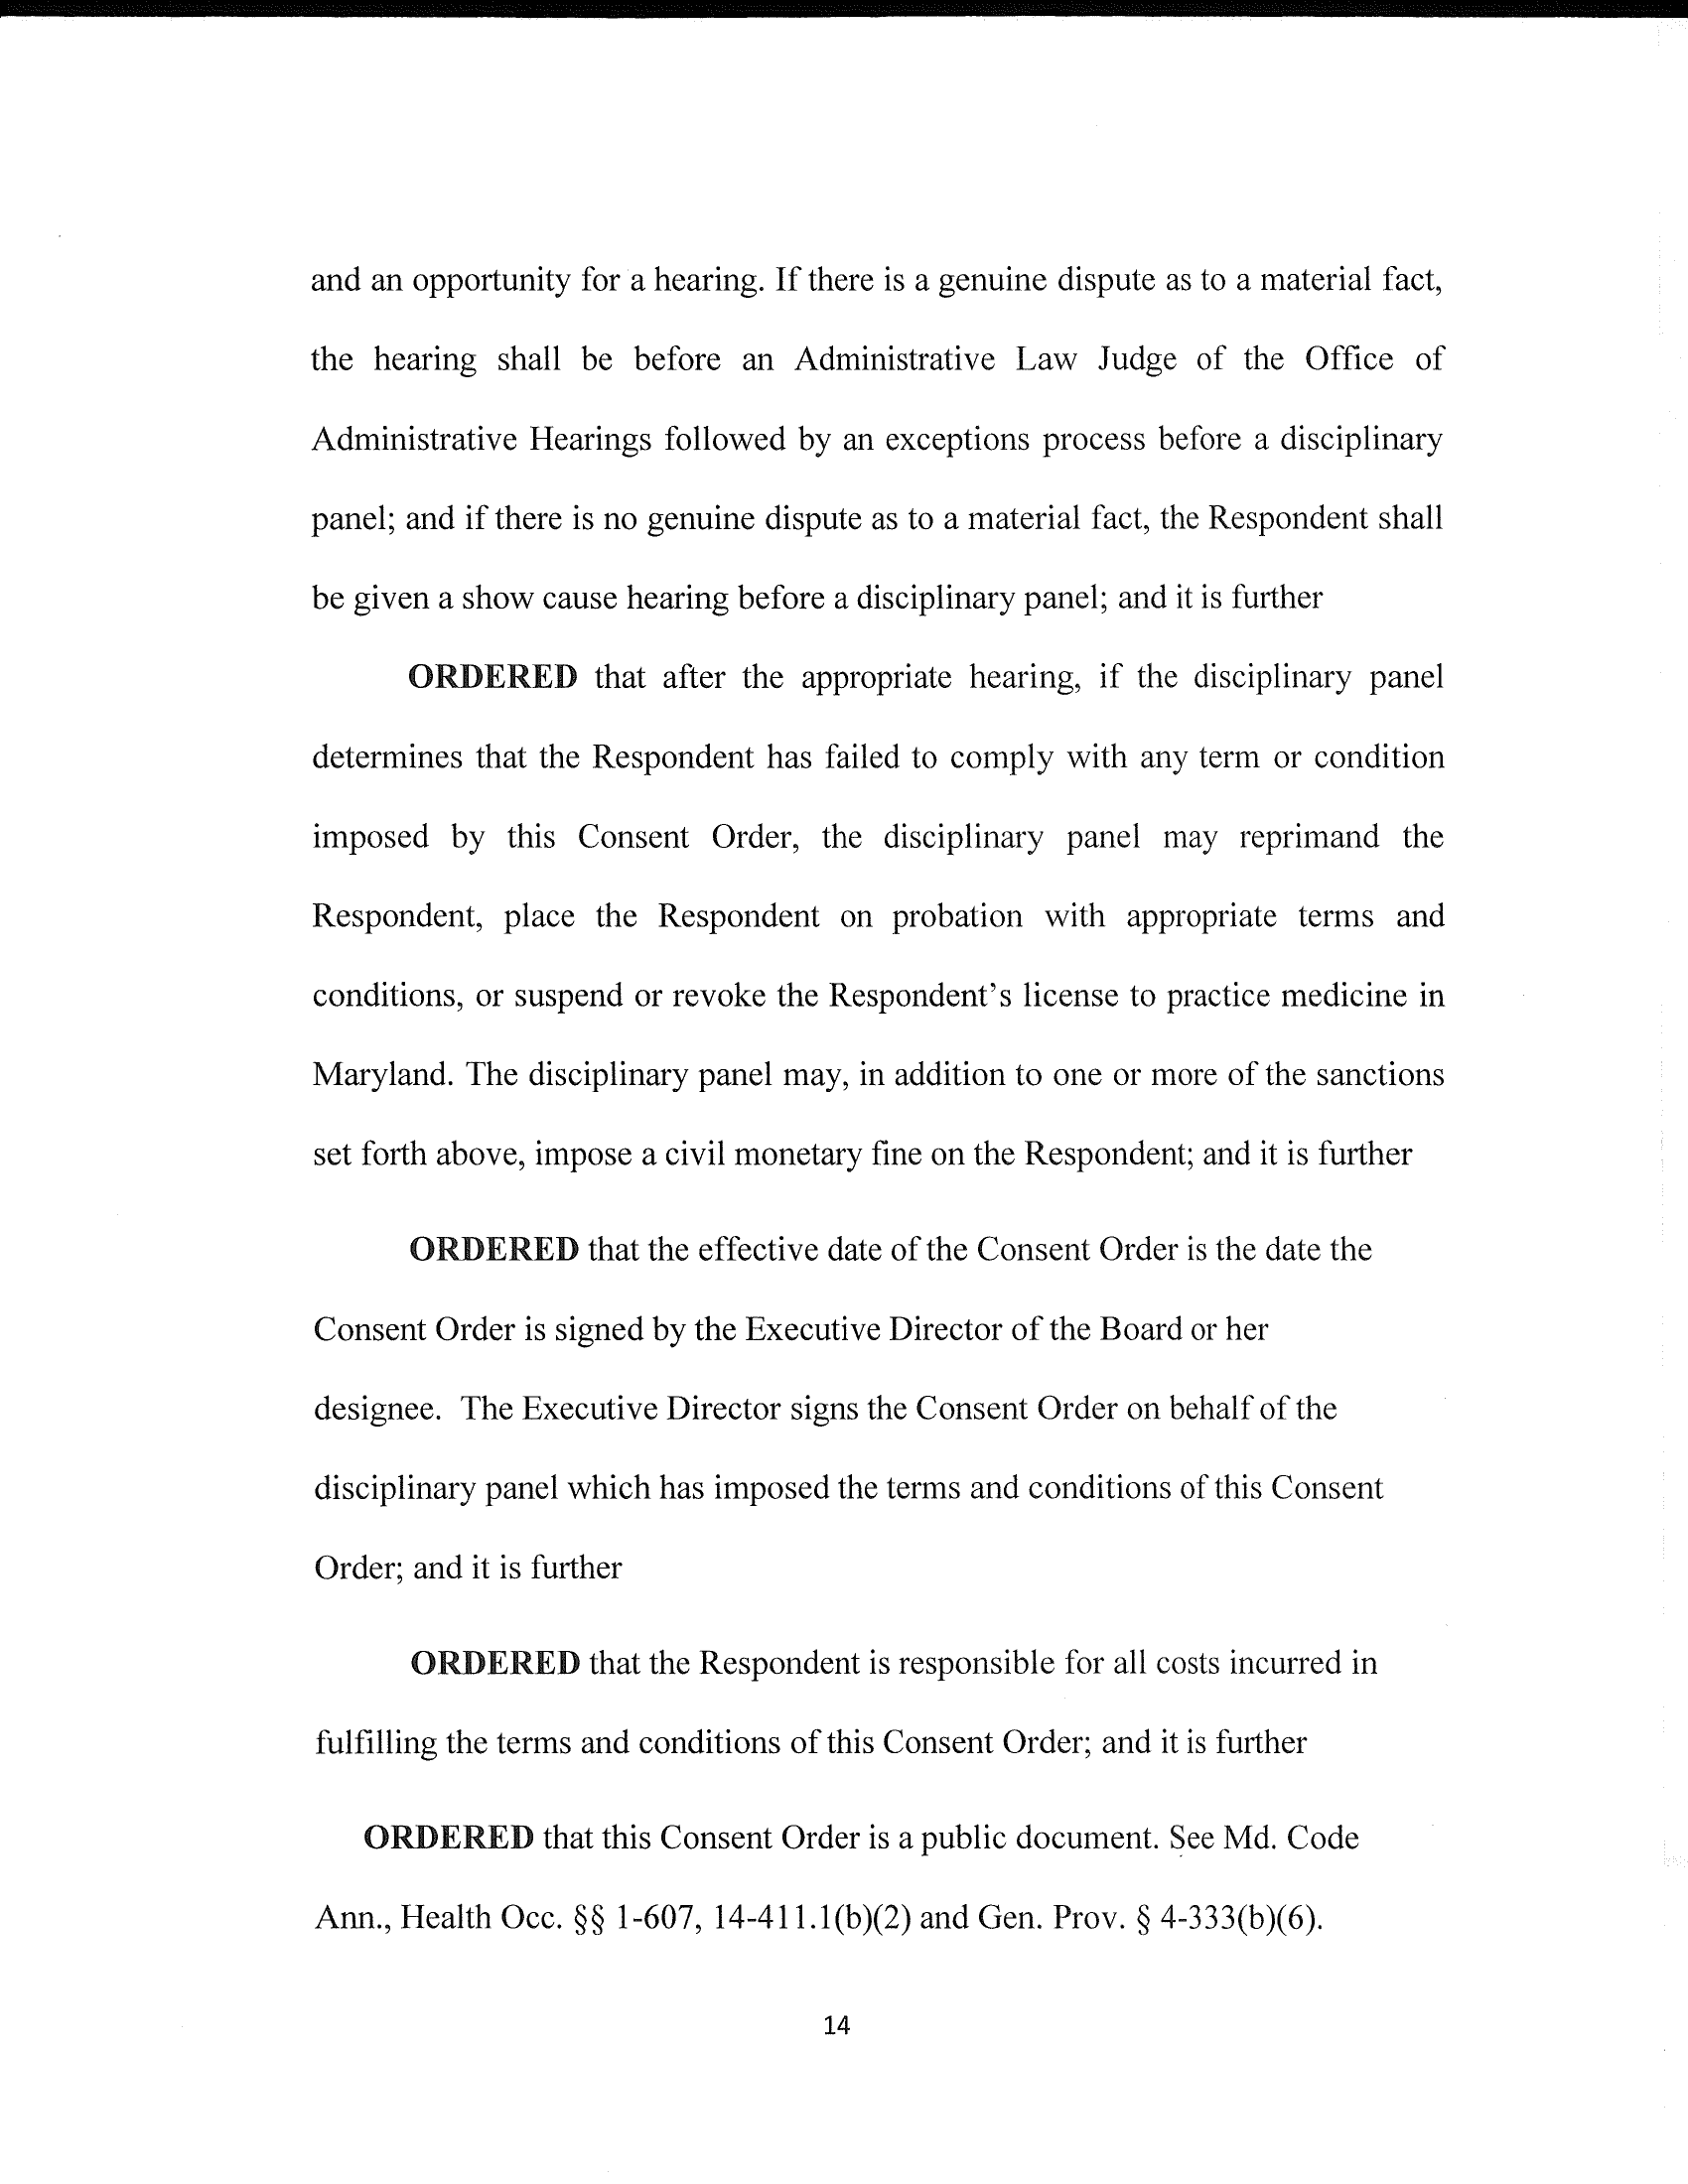 and an opportunity for a hearing. If there is a genuine dispute as to a material fact,
the hearing shall be before an Administrative Law Judge of the Office of
Administrative Hearings followed by an exceptions process before a disciplinary
panel; and if there is no genuine dispute as to a material fact, the Respondent shall
be given a show cause hearing before a disciplinary panel; and it is further
ORDERED that after the appropriate hearing, if the disciplinary panel
determines that the Respondent has failed to comply with any term or condition
imposed by this Consent Order, the disciplinary panel may reprimand the
Respondent, place the Respondent on probation with appropriate terms and
conditions, or suspend or revoke the Respondent's license to practice medicine in
Maryland. The disciplinary panel may, in addition to one or more of the sanctions
set forth above, impose a civil monetary fine on the Respondent; and it is further
ORDERED that the effective date of the Consent Order is the date the
Consent Order is signed by the Executive Director of the Board or her
designee.  The Executive Director signs the Consent Order on behalf of the
disciplinary panel which has imposed the terms and conditions of this Consent
Order; and it is further
ORDERED that the Respondent is responsible for all costs incurred in
fulfilling the terms and conditions of this Consent Order; and it is further
ORDERED that this Consent Order is a public document. See Md. Code
Ann., Health Occ. §§ 1-607, 14-411.1(b)(2) and Gen. Prov. § 4-333(b)(6).
14